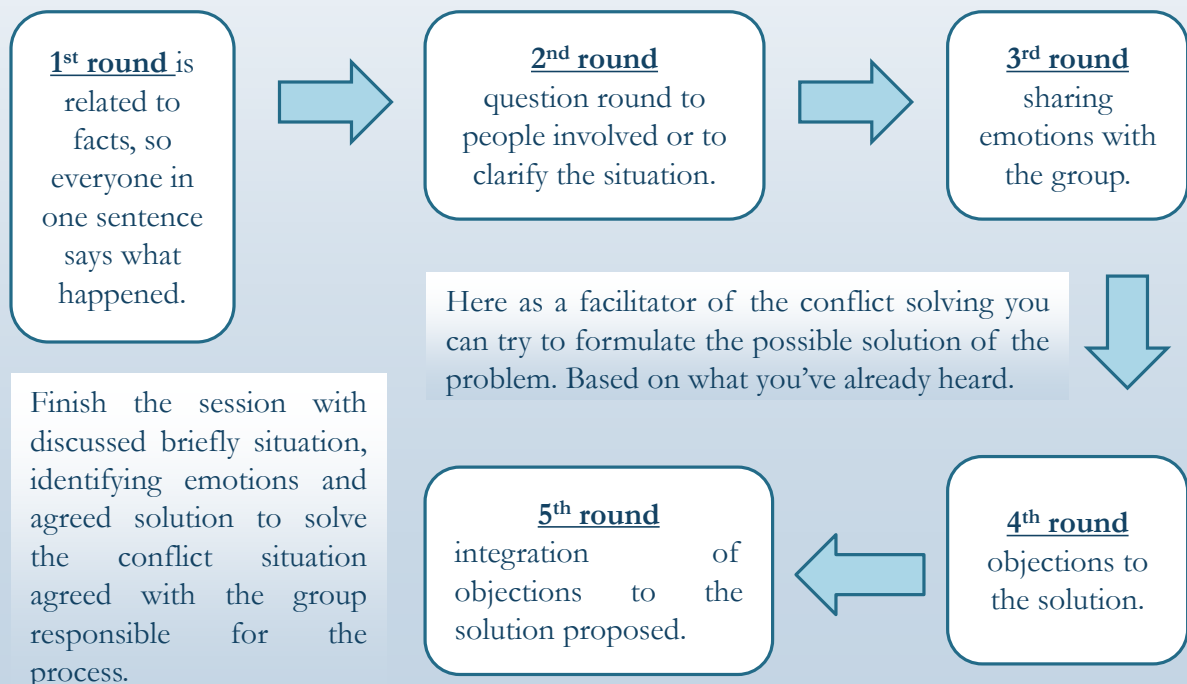 1st round is
related to
facts, so
everyone in
one sentence
says what
happened.
2nd round
question round to
people involved or to
clarify the situation.
3rd round
sharing
emotions with
the group.
Here as a facilitator of the conflict solving you
can try to formulate the possible solution of the
problem. Based on what you’ve already heard.
4th round
objections to
the solution.
5th round
integration of
objections to the
solution proposed.
Finish the session with
discussed briefly situation,
identifying emotions and
agreed solution to solve
the conflict situation
agreed with the group
responsible for the
process.